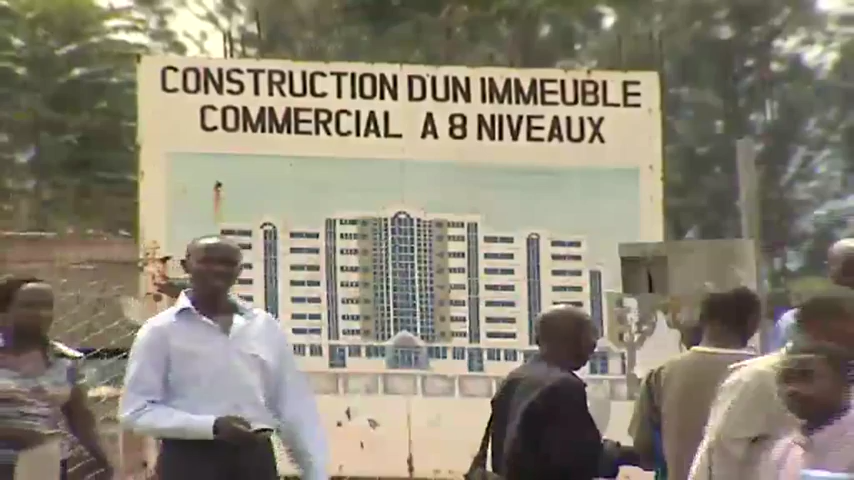 CONSTRUCTION D'UN IMMEUBLE
COMMERCIAL A 8 NIVEAUX